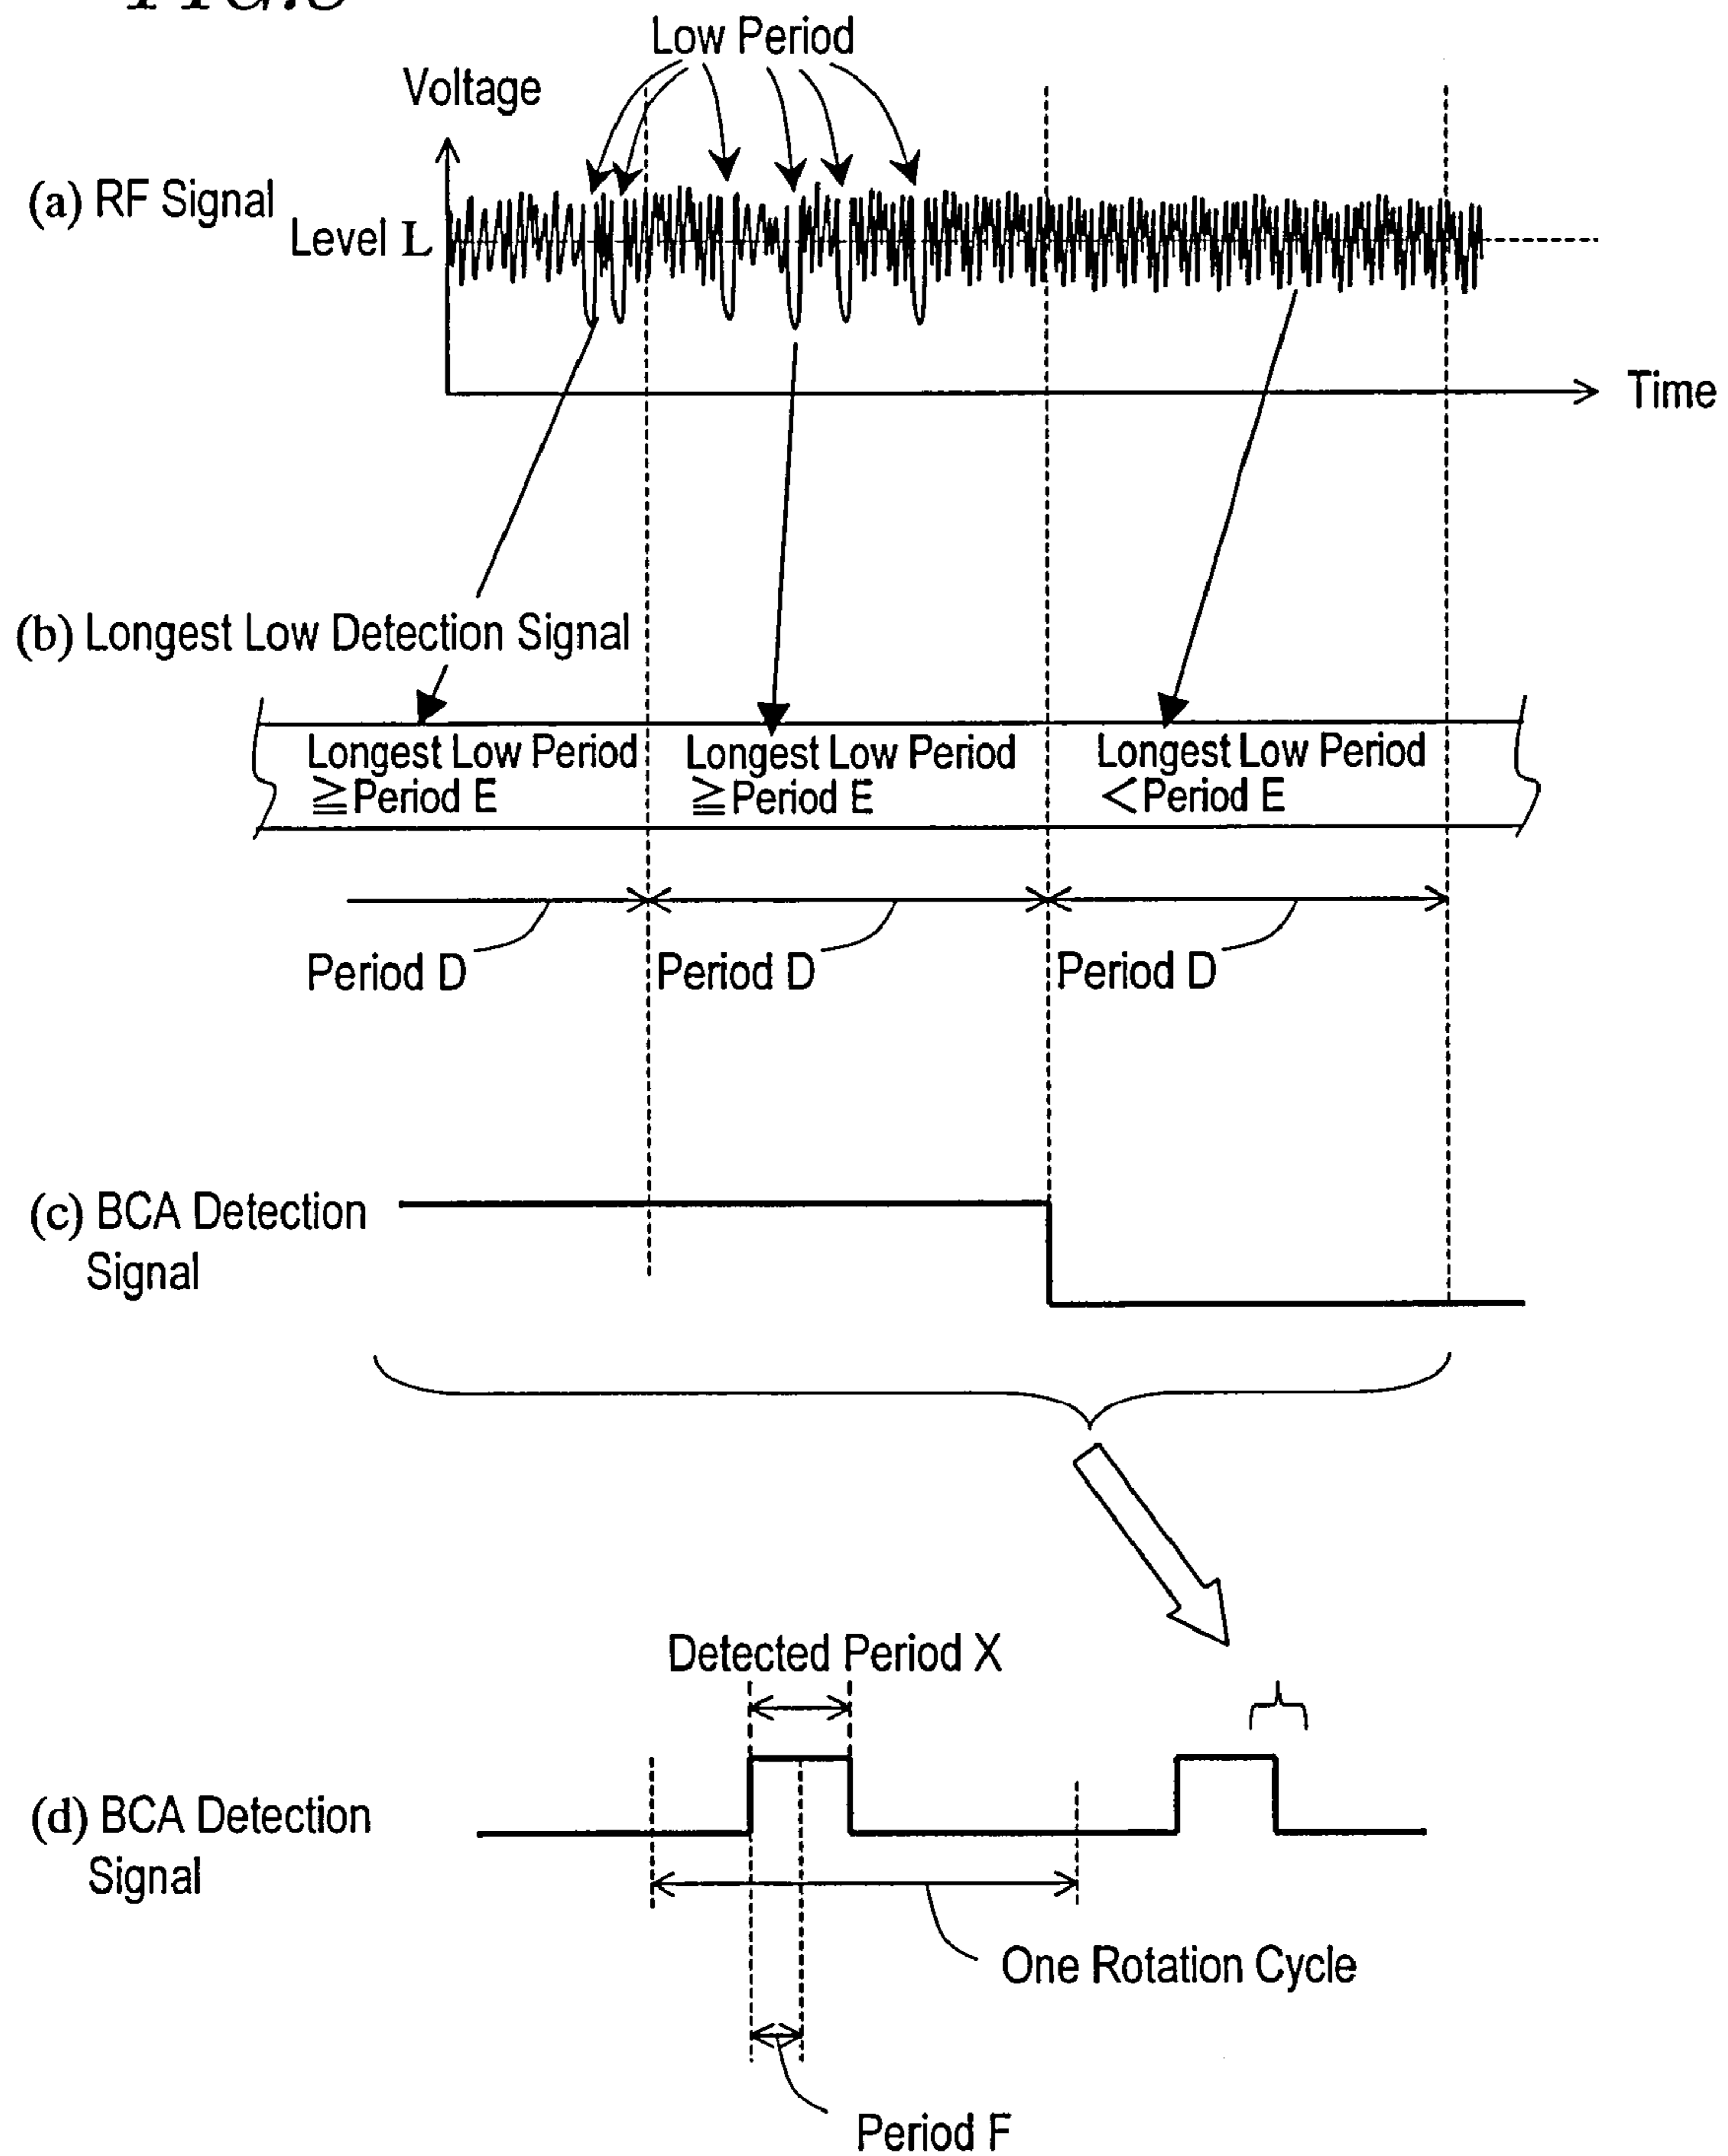 Low Period
Voltage
(a) RF Signal
Level L
Time
(b) Longest Low Detection Signal
Longest Low Period
≧Period E
Longest Low Period
≧Period E
Longest Low Period
<Period E
Period D
Period D
Period D
(c) BCA Detection
Signal
Detected Period X
(d) BCA Detection
Signal
One Rotation Cycle
Period F